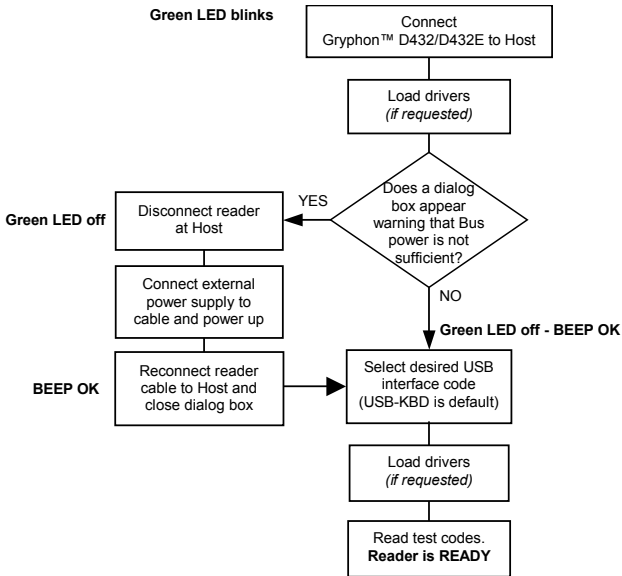 Green LED blinks
Connect
Gryphon™ D432/D432E to Host
Load drivers
(if requested)
Does a dialog
box appear
warning that Bus
power is not
sufficient?
YES
Green LED off
Disconnect reader
at Host
Connect external
power supply to
cable and power up
BEEP OK
Reconnect reader
cable to Host and
close dialog box
NO
Green LED off - BEEP OK
Select desired USB
interface code
(USB-KBD is default)
Load drivers
(if requested)
Read test codes.
Reader is READY